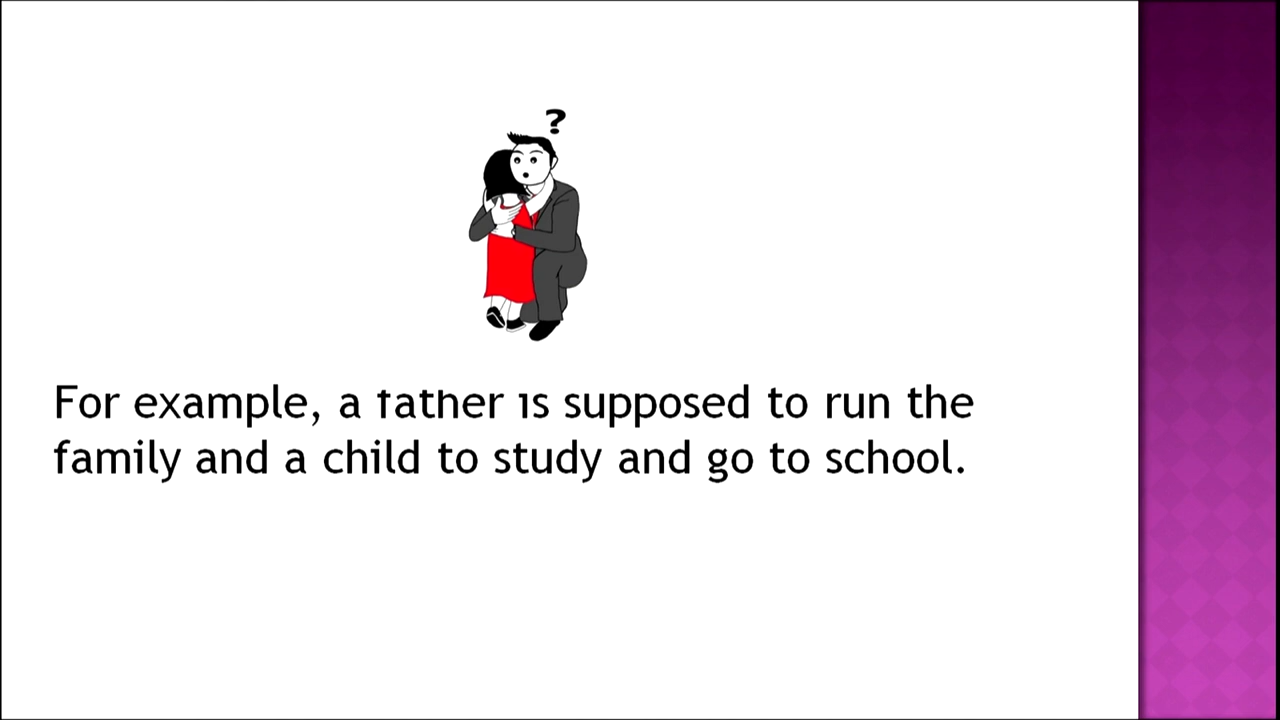 ?
For example, a father is supposed to run the
family and a child to study and go to school.